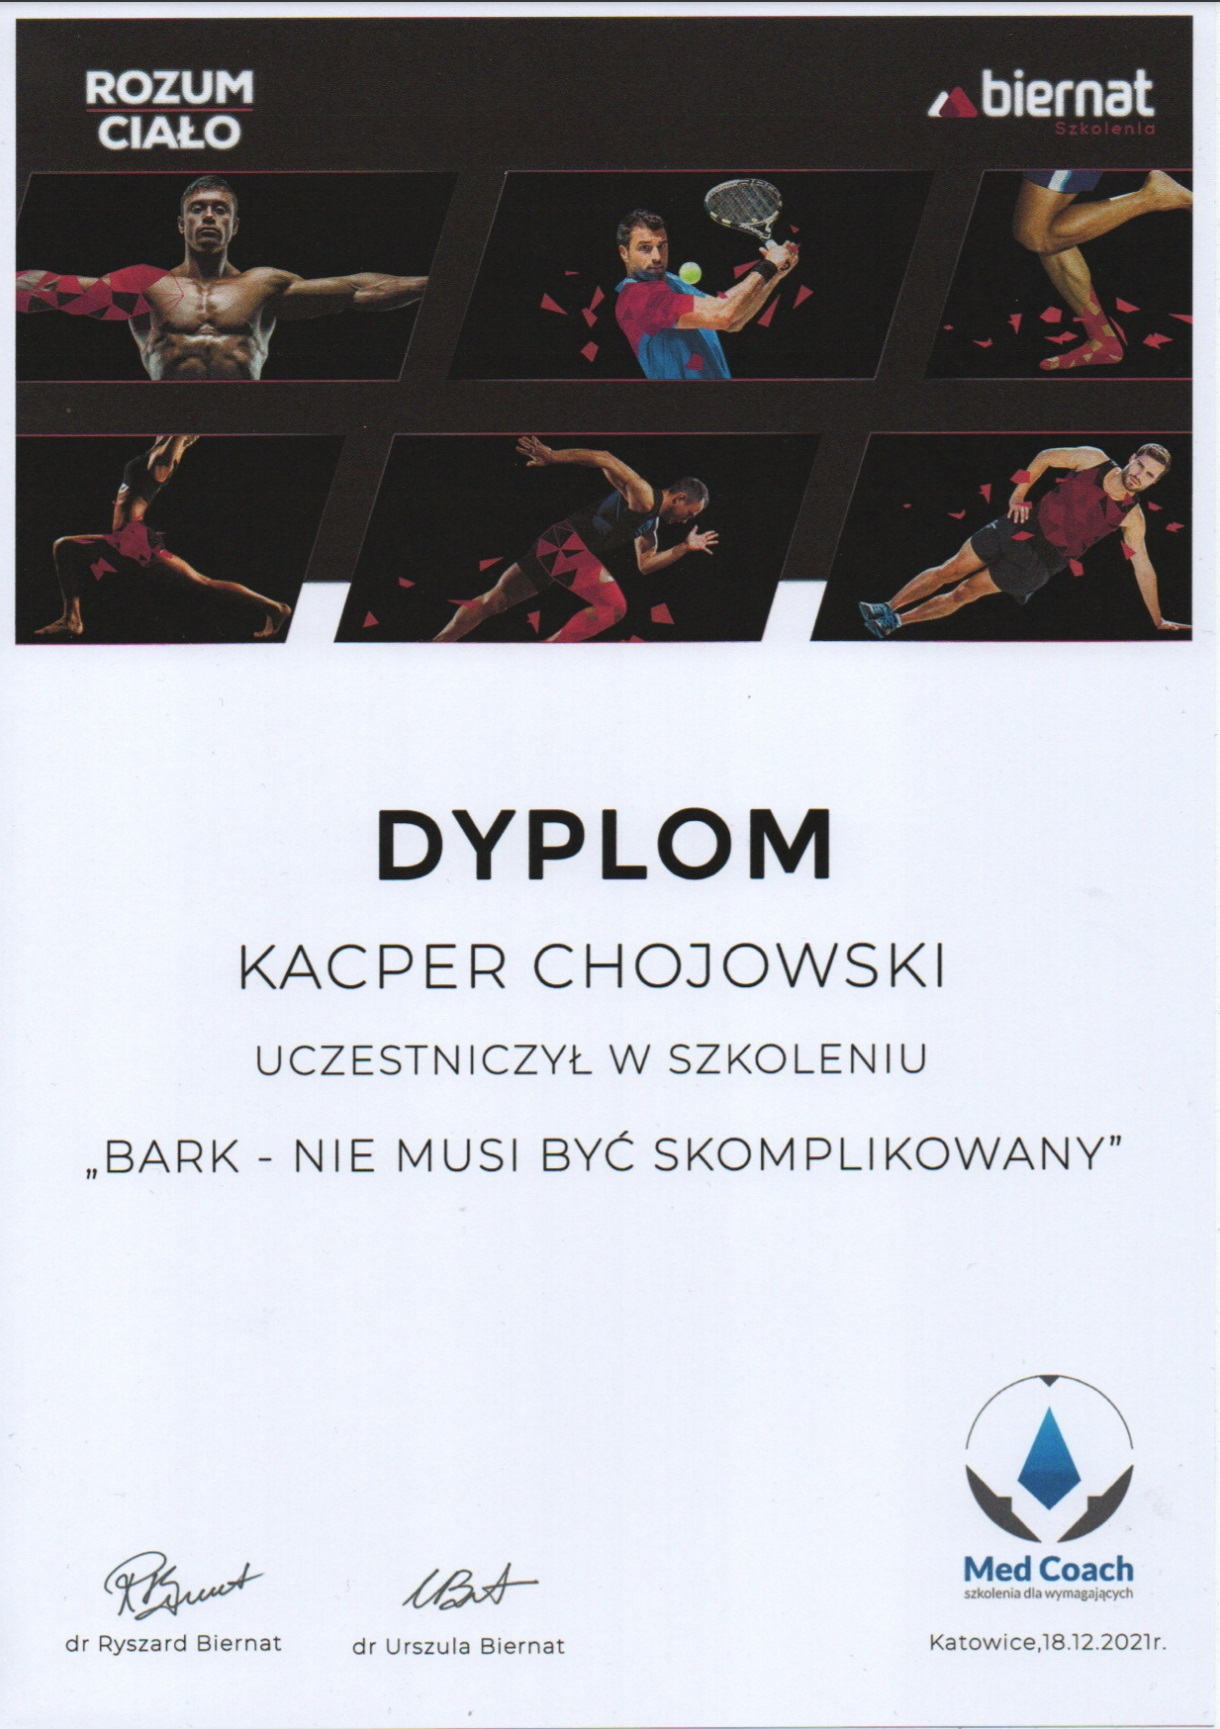 ROZUM
CIAŁO
biernat
Szkolenia
DYPLOM
KACPER CHOJOWSKI
UCZESTNICZYŁ W SZKOLENIU
„BARK - NIE MUSI BYĆ SKOMPLIKOWANY”
Med Coach
szkolenia dla wymagających
dr Ryszard Biernat
dr Urszula Biernat
Katowice,18.12.2021r.